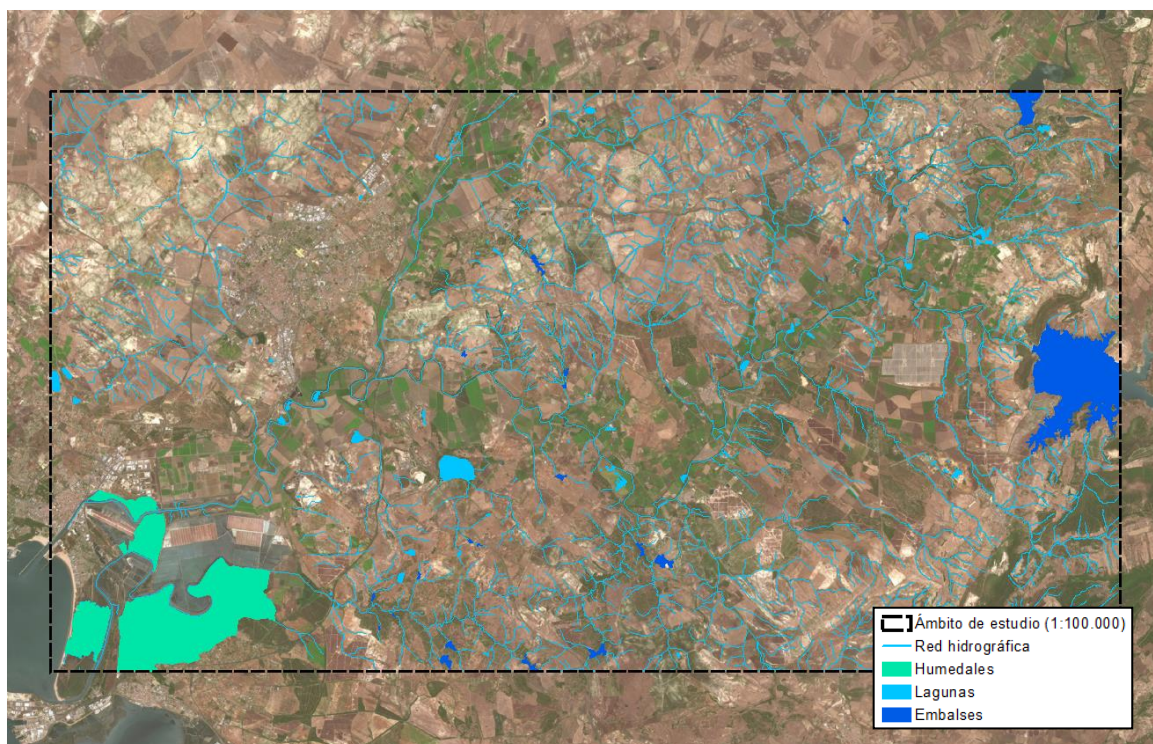 Ámbito de estudio (1:100.000)
Red hidrográfica
Humedales
Lagunas
Embalses